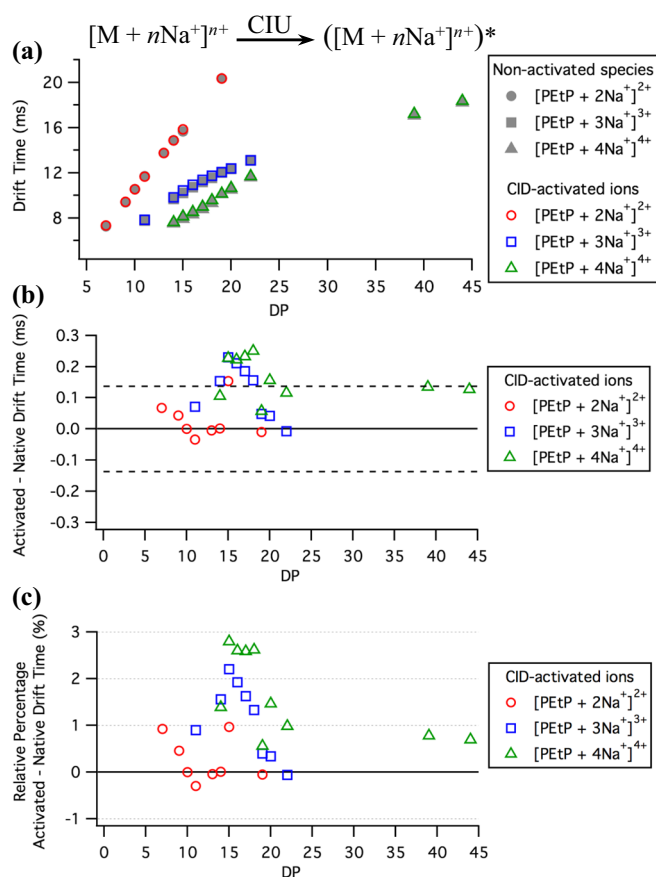 [M + nNa⁺]ⁿ⁺ CIU ([M + nNa⁺]ⁿ⁺)*
(a)
Drift Time (ms)
20
16
12
8
5 10 15 20 25 30 35 40 45
DP
Non-activated species
[PEtP + 2Na⁺]²⁺
[PEtP + 3Na⁺]³⁺
[PEtP + 4Na⁺]⁴⁺
CID-activated ions
[PEtP + 2Na⁺]²⁺
[PEtP + 3Na⁺]³⁺
[PEtP + 4Na⁺]⁴⁺
(b)
Activated - Native Drift Time (ms)
0.3
0.2
0.1
0.0
-0.1
-0.2
-0.3
0 5 10 15 20 25 30 35 40 45
DP
CID-activated ions
[PEtP + 2Na⁺]²⁺
[PEtP + 3Na⁺]³⁺
[PEtP + 4Na⁺]⁴⁺
(c)
Relative Percentage
Activated - Native Drift Time (%)
3
2
1
0
-1
0 5 10 15 20 25 30 35 40 45
DP
CID-activated ions
[PEtP + 2Na⁺]²⁺
[PEtP + 3Na⁺]³⁺
[PEtP + 4Na⁺]⁴⁺